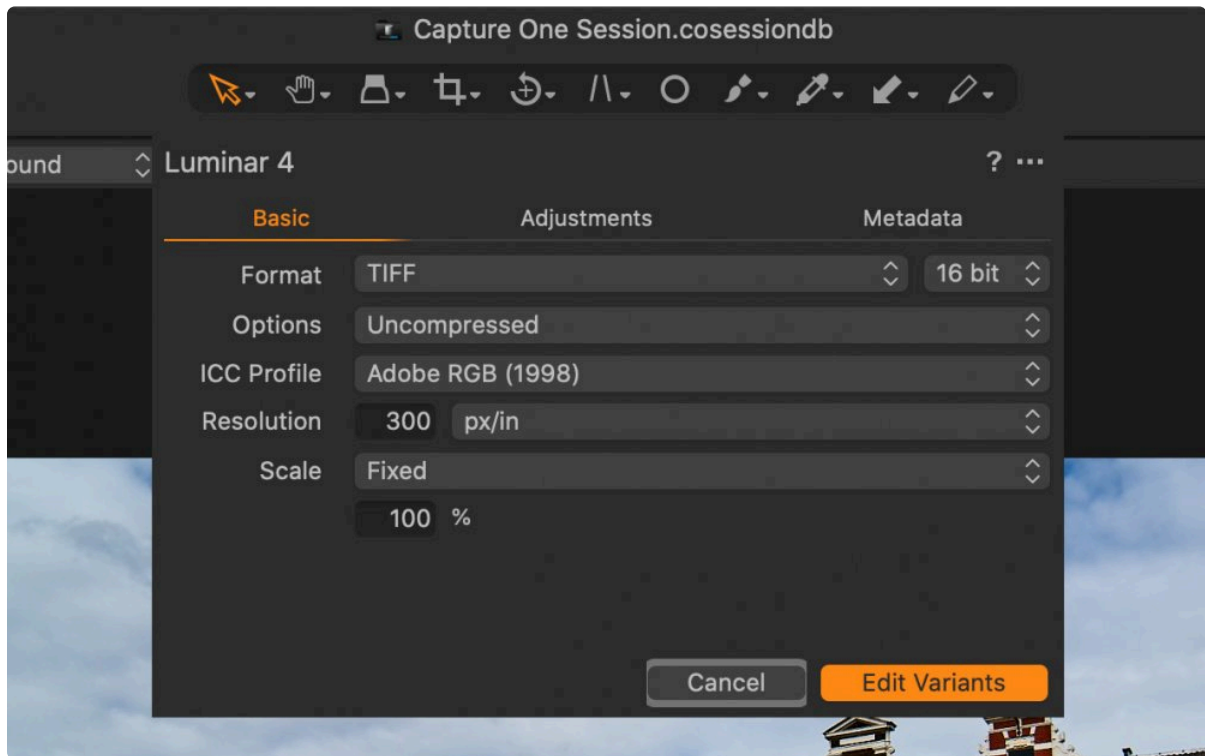 Capture One Session.cosessiondb
ound
Luminar 4
? ...
Basic Adjustments Metadata
Format TIFF 16 bit
Options Uncompressed
ICC Profile Adobe RGB (1998)
Resolution 300 px/in
Scale Fixed
100 %
Cancel Edit Variants